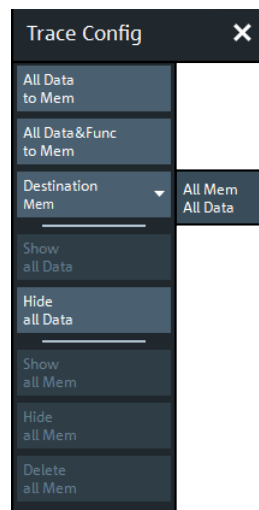 Trace Config
All Data
to Mem
All Data&Func
to Mem
Destination
Mem
All Mem
All Data
Show
all Data
Hide
all Data
Show
all Mem
Hide
all Mem
Delete
all Mem